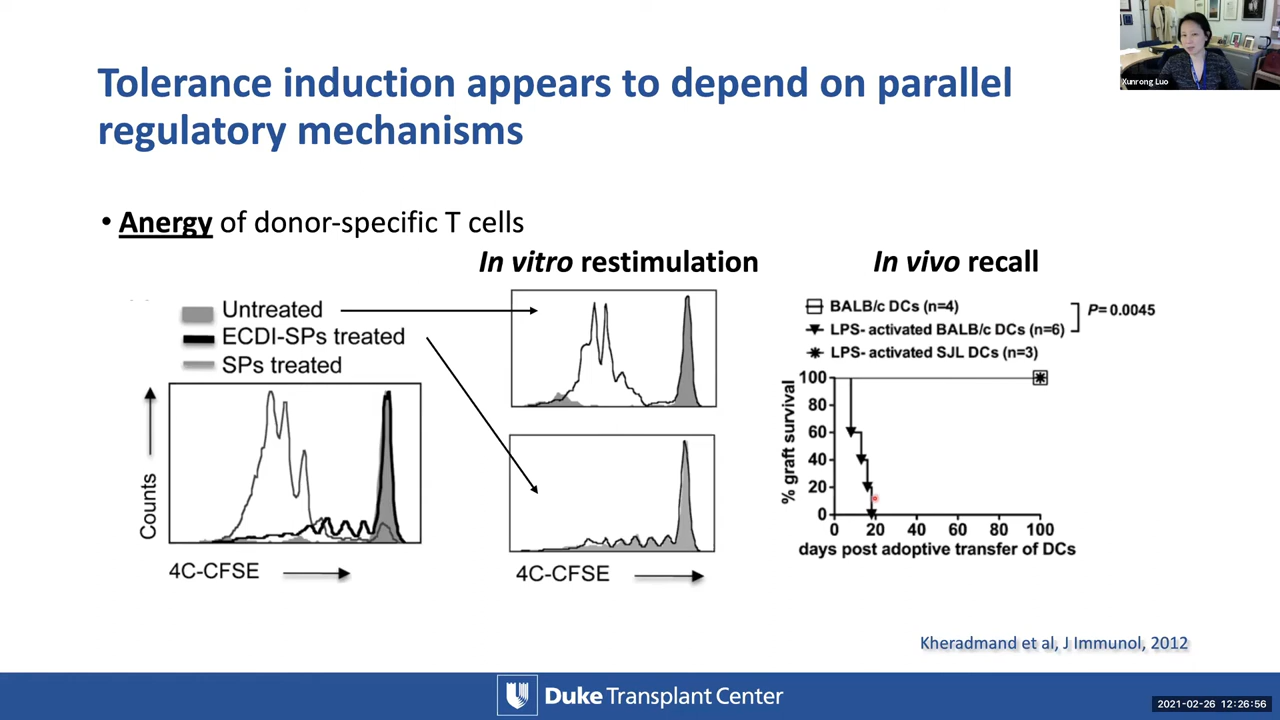 Xunrong Luo
Tolerance induction appears to depend on parallel
regulatory mechanisms
• Anergy of donor-specific T cells
In vitro restimulation
In vivo recall
Untreated
ECDI-SPs treated
SPs treated
Counts
4C-CFSE
4C-CFSE
BALB/c DCs (n=4)
LPS- activated BALB/c DCs (n=6)
LPS- activated SJL DCs (n=3)
P= 0.0045
% graft survival
100
80
60
40
20
0
0 20 40 60 80 100
days post adoptive transfer of DCs
Kheradmand et al, J Immunol, 2012
Duke Transplant Center
2021-02-26 12:26:56